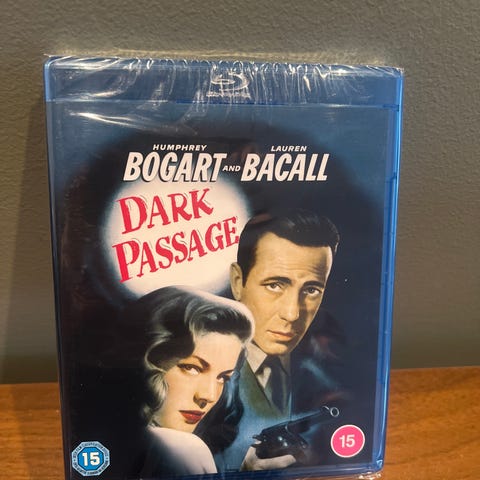 HUMPHREY LAUREN
BOGART AND BACALL
DARK
PASSAGE
15
15